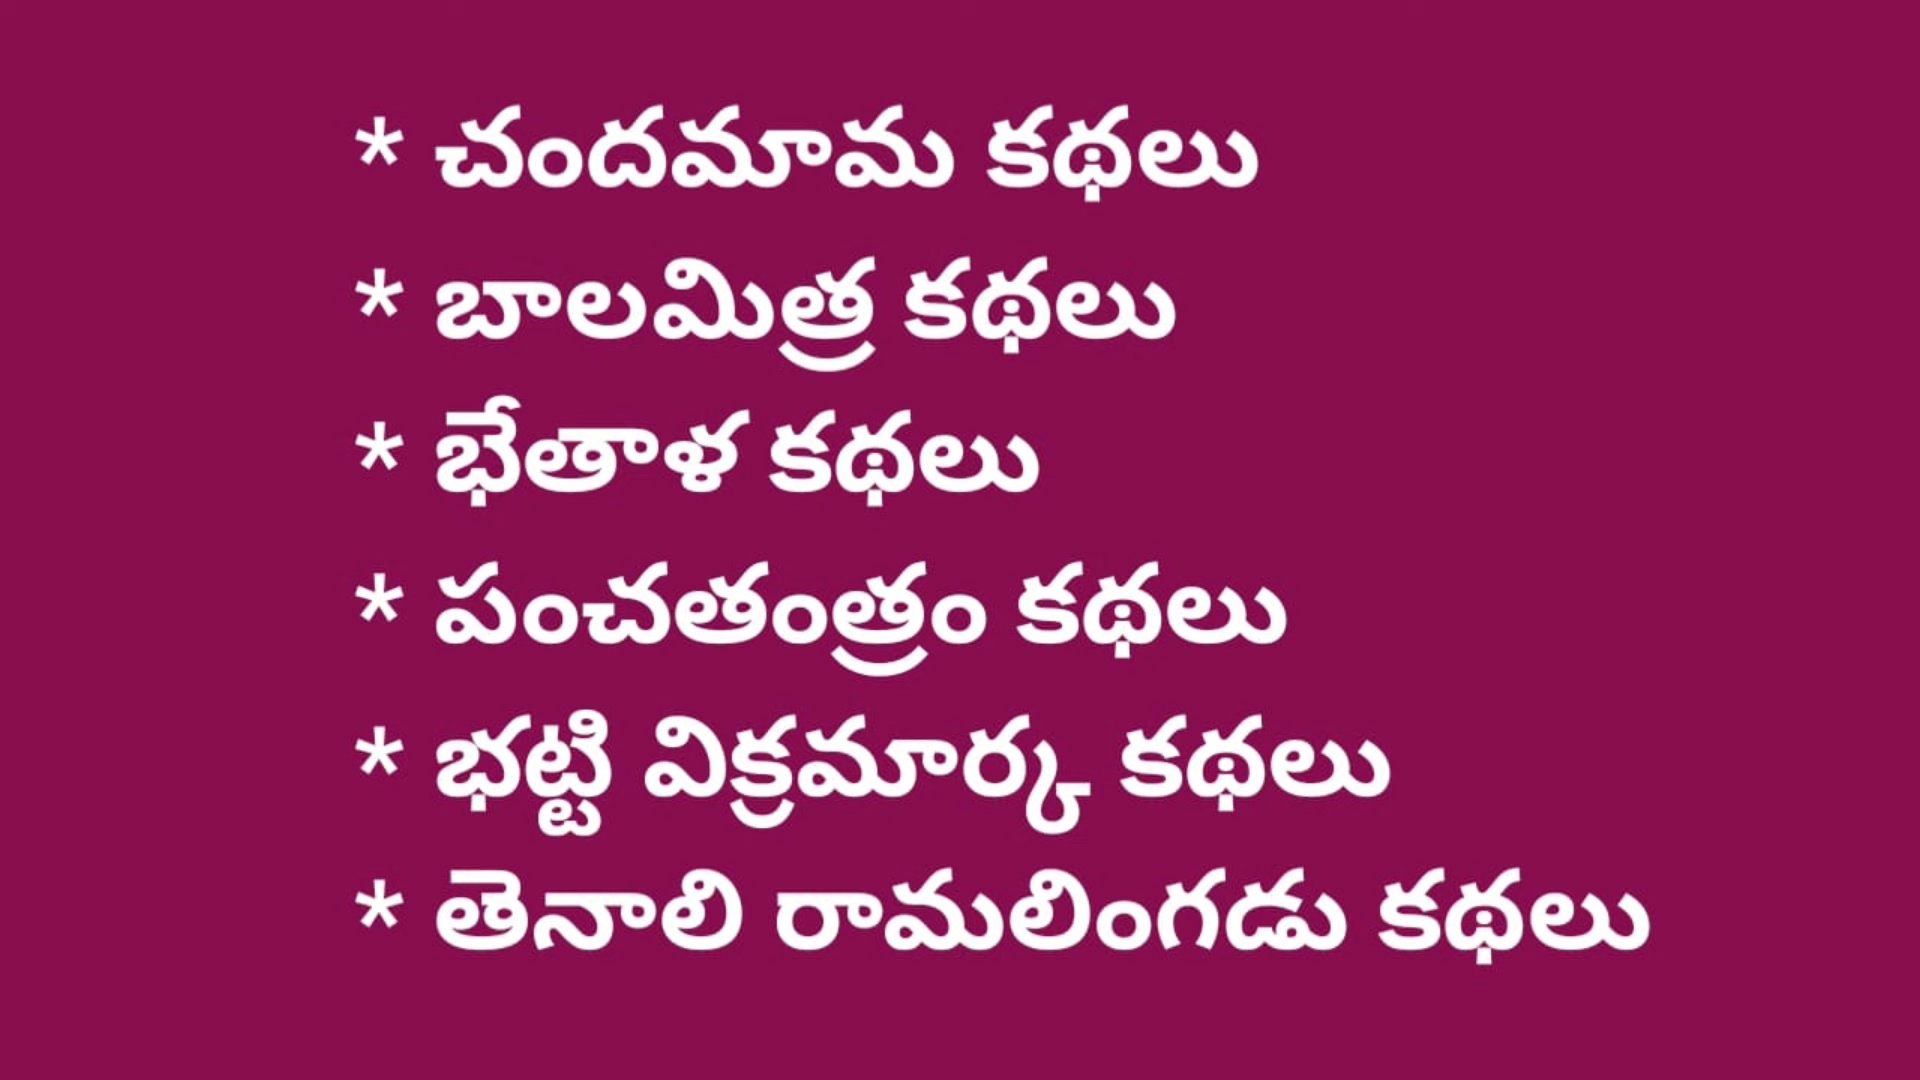 * చందమామ కథలు
* బాలమిత్ర కథలు
* భేతాళ కథలు
* పంచతంత్రం కథలు
* భట్టి విక్రమార్క కథలు
* తెనాలి రామలింగడు కథలు